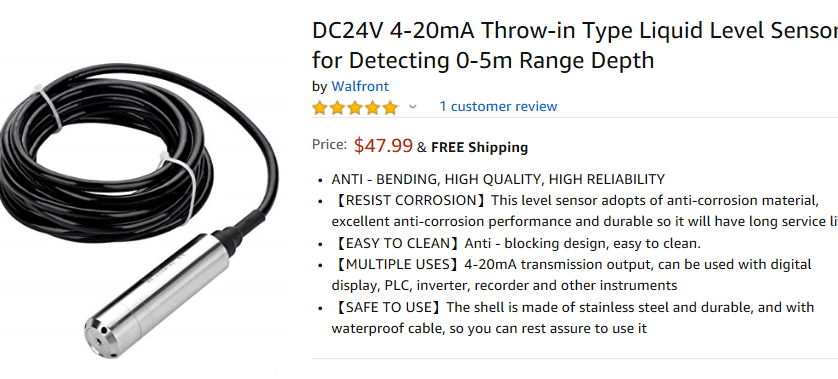 DC24V 4-20mA Throw-in Type Liquid Level Sensor
for Detecting 0-5m Range Depth
by Walfront
1 customer review
Price: $47.99 & FREE Shipping
• ANTI - BENDING, HIGH QUALITY, HIGH RELIABILITY
• 【RESIST CORROSION】This level sensor adopts of anti-corrosion material,
excellent anti-corrosion performance and durable so it will have long service li
• 【EASY TO CLEAN】Anti - blocking design, easy to clean.
• 【MULTIPLE USES】4-20mA transmission output, can be used with digital
display, PLC, inverter, recorder and other instruments
• 【SAFE TO USE】The shell is made of stainless steel and durable, and with
waterproof cable, so you can rest assure to use it